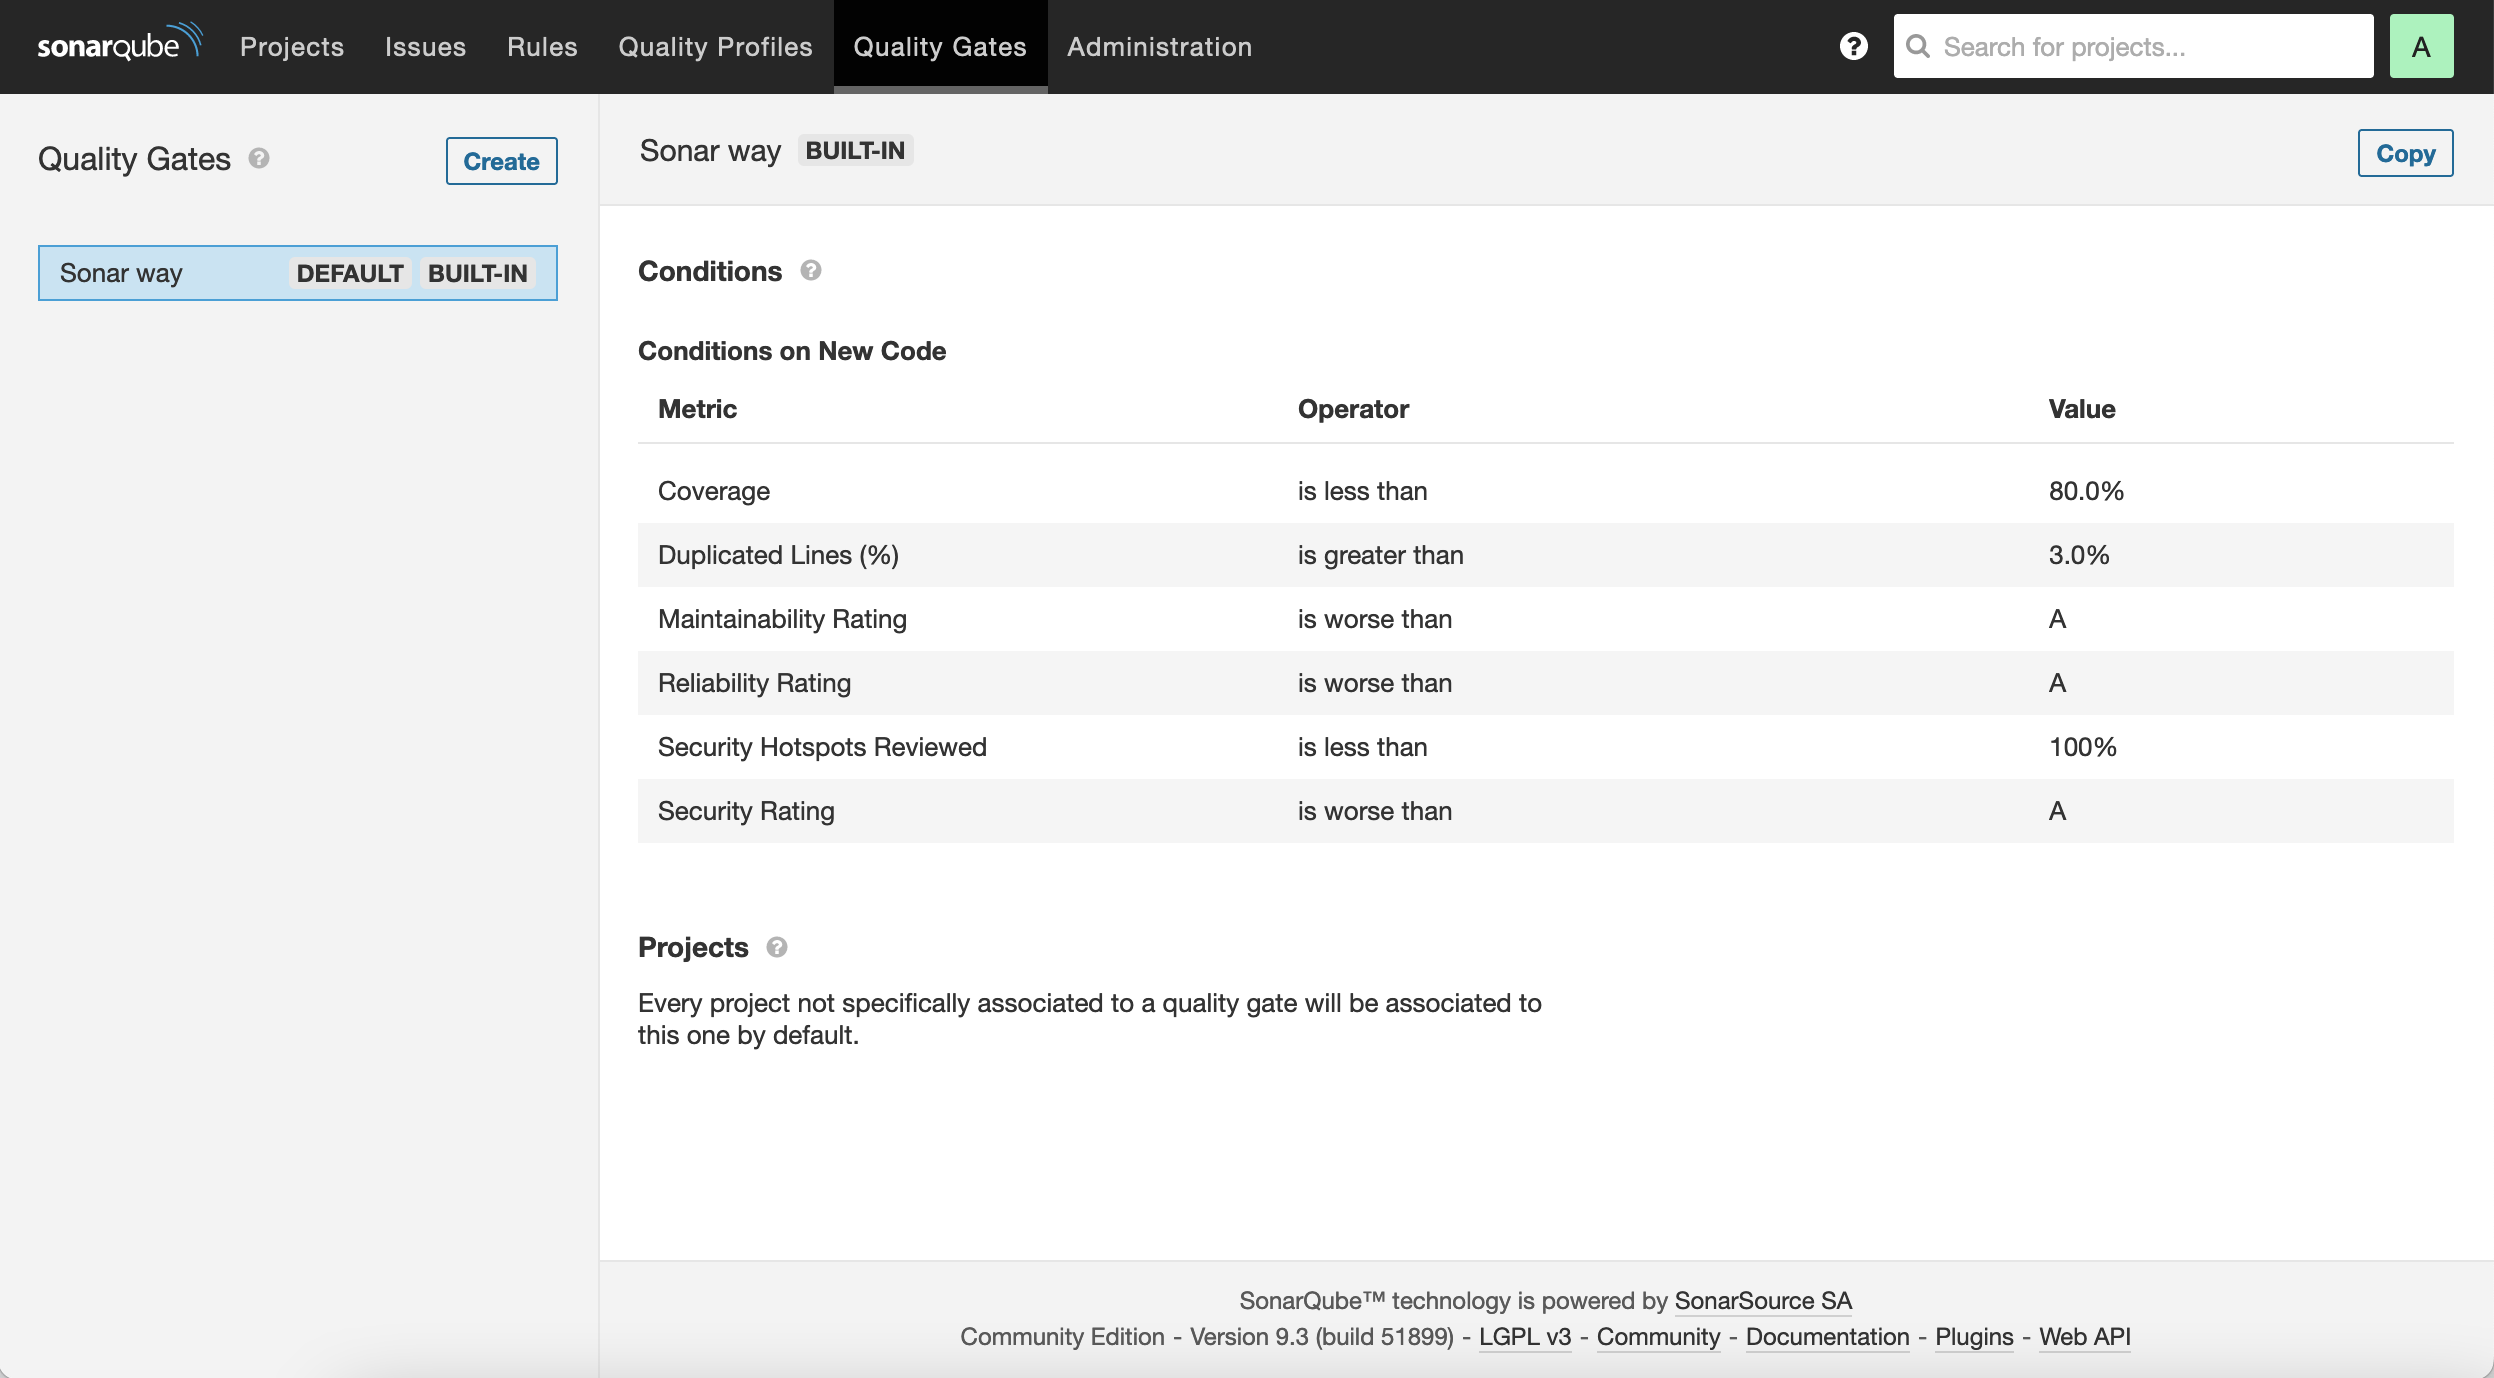 sonarqube Projects Issues Rules Quality Profiles Quality Gates Administration ? Search for projects... A
Quality Gates ? Create
Sonar way DEFAULT BUILT-IN
Sonar way BUILT-IN Copy
Conditions ?
Conditions on New Code
Metric Operator Value
Coverage is less than 80.0%
Duplicated Lines (%) is greater than 3.0%
Maintainability Rating is worse than A
Reliability Rating is worse than A
Security Hotspots Reviewed is less than 100%
Security Rating is worse than A
Projects ?
Every project not specifically associated to a quality gate will be associated to
this one by default.
SonarQube™ technology is powered by SonarSource SA
Community Edition - Version 9.3 (build 51899) - LGPL v3 - Community - Documentation - Plugins - Web API